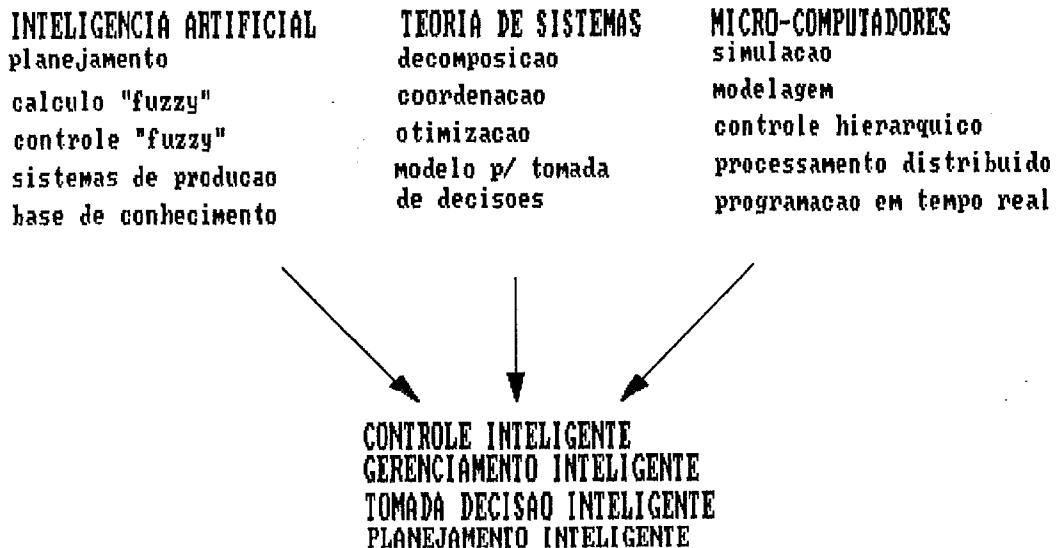 INTELIGENCIA ARTIFICIAL
planejamento
calculo "fuzzy"
controle "fuzzy"
sistemas de producao
base de conhecimento
TEORIA DE SISTEMAS
decomposicao
coordenacao
otimizacao
modelo p/ tomada
de decisoes
MICRO-COMPUTADORES
simulacao
modelagem
controle hierarquico
processamento distribuido
programacao em tempo real
CONTROLE INTELIGENTE
GERENCIAMENTO INTELIGENTE
TOMADA DECISAO INTELIGENTE
PLANEJAMENTO INTELIGENTE